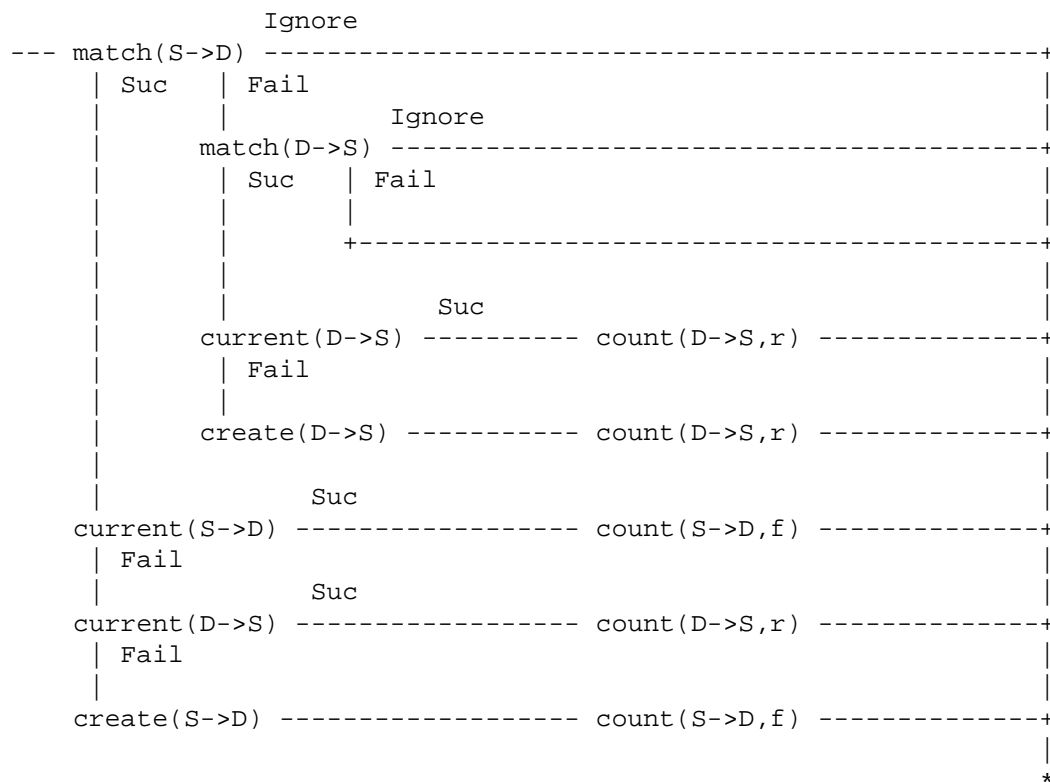 Ignore
--- match(S->D) -------------------------------------------------+
| Suc | Fail |
| | Ignore |
| match(D->S) -----------------------------------------+
| | Suc | Fail |
| | | |
| | +-------------------------------------------+
| | |
| | Suc |
| current(D->S) ---------- count(D->S,r) --------------+
| | Fail |
| | |
| create(D->S) ----------- count(D->S,r) --------------+
| |
| Suc |
current(S->D) ------------------ count(S->D,f) --------------+
| Fail |
| Suc |
current(D->S) ------------------ count(D->S,r) --------------+
| Fail |
| |
create(S->D) ------------------- count(S->D,f) --------------+
|
*